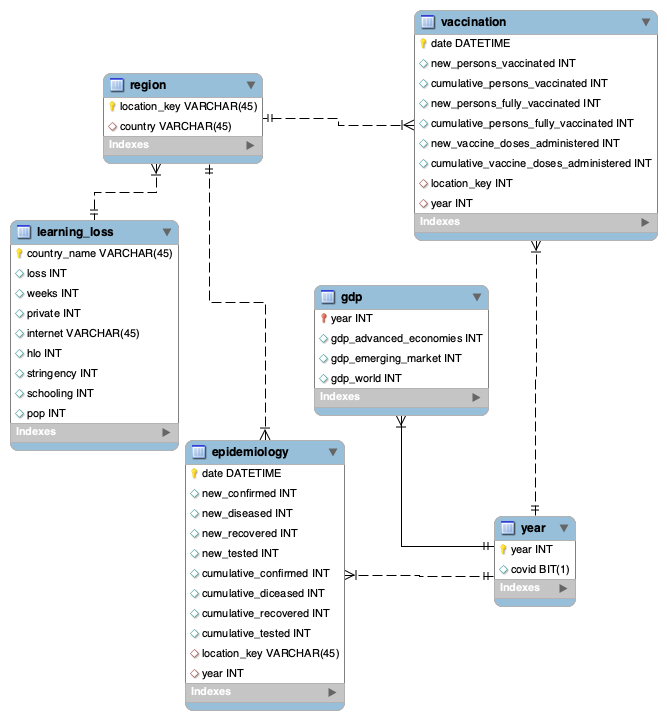 vaccination
date DATETIME
new_persons_vaccinated INT
cumulative_persons_vaccinated INT
new_persons_fully_vaccinated INT
cumulative_persons_fully_vaccinated INT
new_vaccine_doses_administered INT
cumulative_vaccine_doses_administered INT
location_key INT
year INT
Indexes
region
location_key VARCHAR(45)
country VARCHAR(45)
Indexes
learning_loss
country_name VARCHAR(45)
loss INT
weeks INT
private INT
internet VARCHAR(45)
hlo INT
stringency INT
schooling INT
pop INT
Indexes
gdp
year INT
gdp_advanced_economies INT
gdp_emerging_market INT
gdp_world INT
Indexes
epidemiology
date DATETIME
new_confirmed INT
new_diseased INT
new_recovered INT
new_tested INT
cumulative_confirmed INT
cumulative_diceased INT
cumulative_recovered INT
cumulative_tested INT
location_key VARCHAR(45)
year INT
Indexes
year
year INT
covid BIT(1)
Indexes